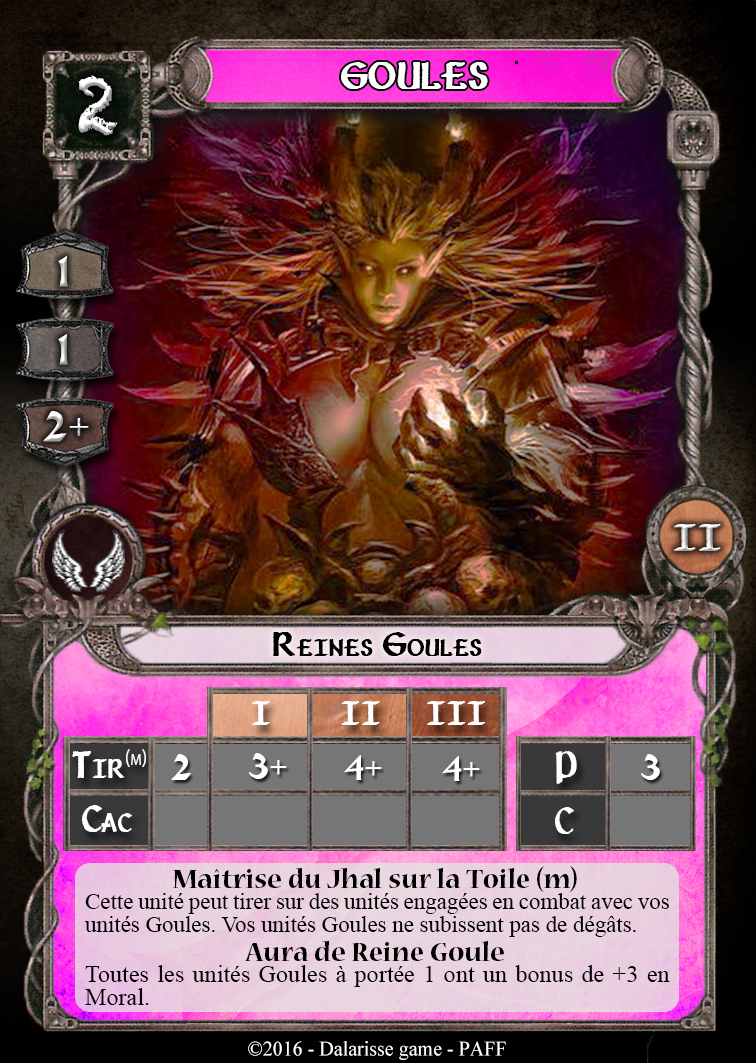 GOULES
2
1
1
2+
II
REINES GOULES
I II III
TIR(M) 2 3+ 4+ 4+
CAC
P 3
C
Maîtrise du Jhal sur la Toile (m)
Cette unité peut tirer sur des unités engagées en combat avec vos
unités Goules. Vos unités Goules ne subissent pas de dégâts.
Aura de Reine Goule
Toutes les unités Goules à portée 1 ont un bonus de +3 en
Moral.
©2016 - Dalarisse game - PAFF